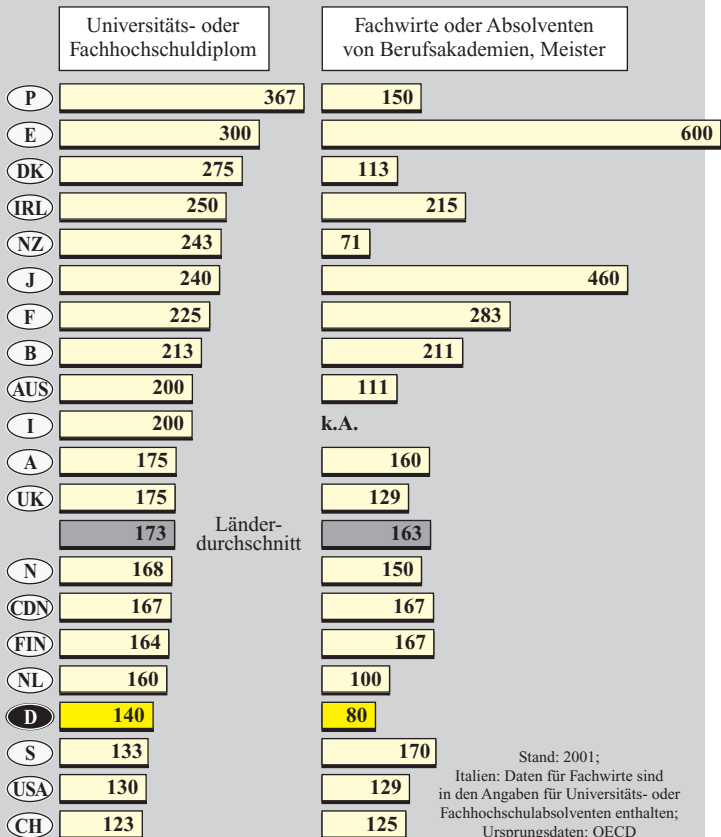 Universitäts- oder
Fachhochschuldiplom
Fachwirte oder Absolventen
von Berufsakademien, Meister
P 367 150
E 300 600
DK 275 113
IRL 250 215
NZ 243 71
J 240 460
F 225 283
B 213 211
AUS 200 111
I 200 k.A.
A 175 160
UK 175 129
173 Länder-
durchschnitt 163
N 168 150
CDN 167 167
FIN 164 167
NL 160 100
D 140 80
S 133 170
USA 130 129
CH 123 125
Stand: 2001;
Italien: Daten für Fachwirte sind
in den Angaben für Universitäts- oder
Fachhochschulabsolventen enthalten;
Ursprungsdaten: OECD